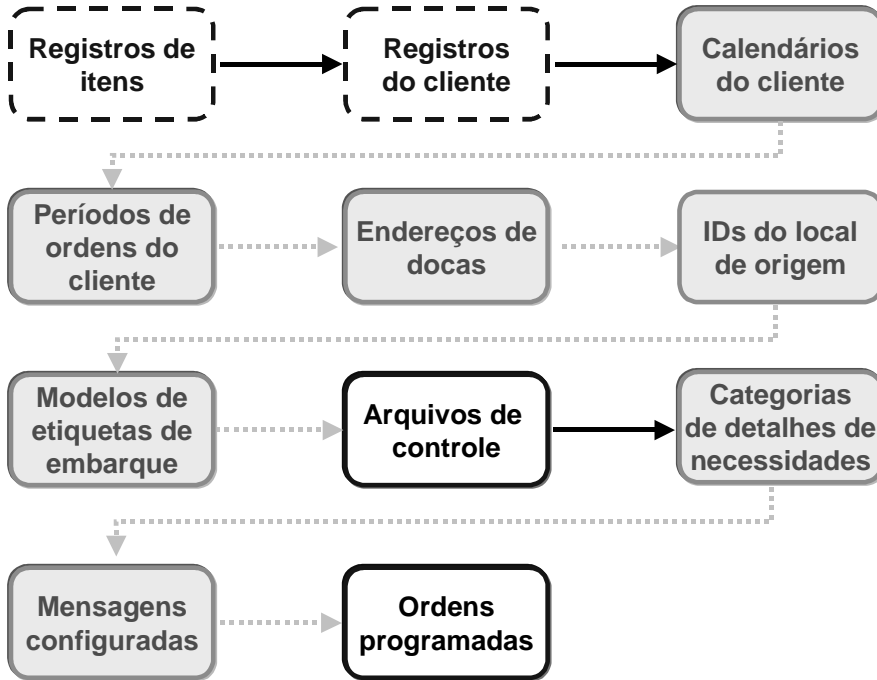 Registros de
itens
Registros
do cliente
Calendários
do cliente
Períodos de
ordens do
cliente
Endereços de
docas
IDs do local
de origem
Modelos de
etiquetas de
embarque
Arquivos de
controle
Categorias
de detalhes de
necessidades
Mensagens
configuradas
Ordens
programadas